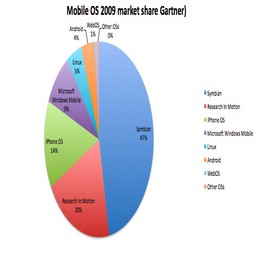 Mobile OS 2009 market share Gartner)
WebOS
1%
Other OSs
0%
Android
4%
Linux
5%
Microsoft
Windows Mobile
9%
iPhone OS
14%
Research In Motion
20%
Symbian
47%
Symbian
Research In Motion
iPhone OS
Microsoft Windows Mobile
Linux
Android
WebOS
Other OSs